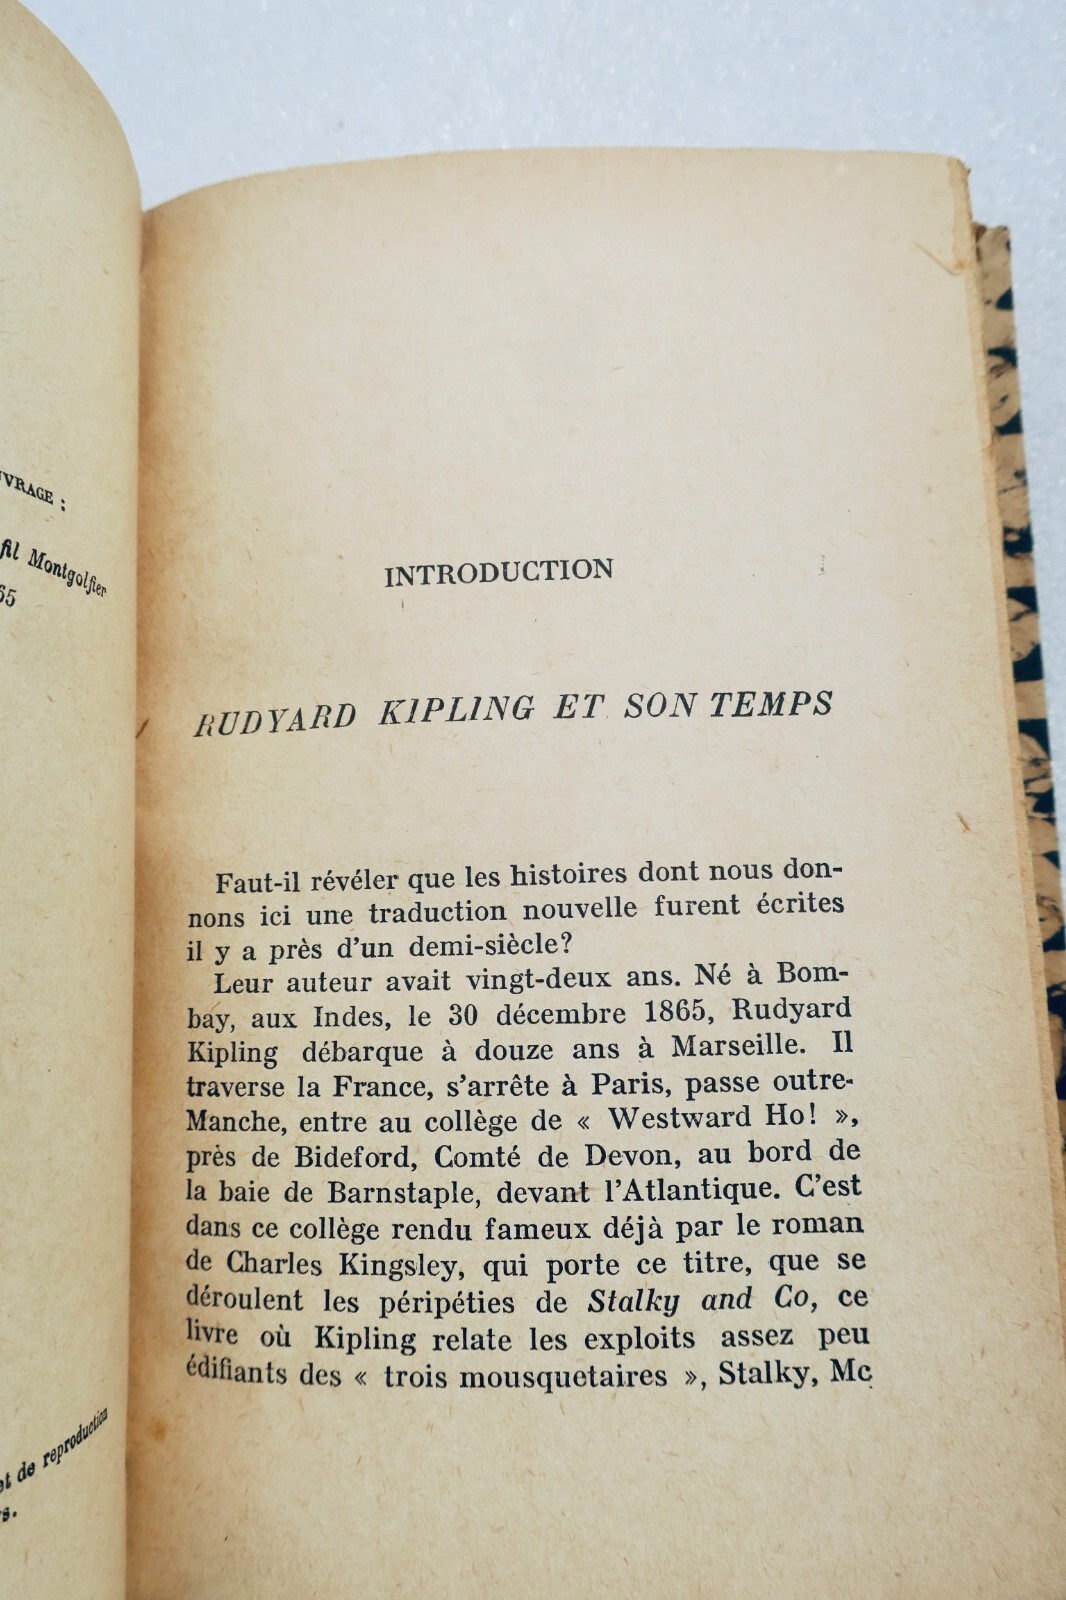 UVRAGE :
fil Montgolfier
65
et de reproduction
INTRODUCTION
RUDYARD KIPLING ET SON TEMPS
Faut-il révéler que les histoires dont nous don-
nons ici une traduction nouvelle furent écrites
il y a près d'un demi-siècle?
Leur auteur avait vingt-deux ans. Né à Bom-
bay, aux Indes, le 30 décembre 1865, Rudyard
Kipling débarque à douze ans à Marseille. Il
traverse la France, s'arrête à Paris, passe outre-
Manche, entre au collège de « Westward Ho! »,
près de Bideford, Comté de Devon, au bord de
la baie de Barnstaple, devant l'Atlantique. C'est
dans ce collège rendu fameux déjà par le roman
de Charles Kingsley, qui porte ce titre, que se
déroulent les péripéties de Stalky and Co, ce
livre où Kipling relate les exploits assez peu
édifiants des « trois mousquetaires », Stalky, Mc